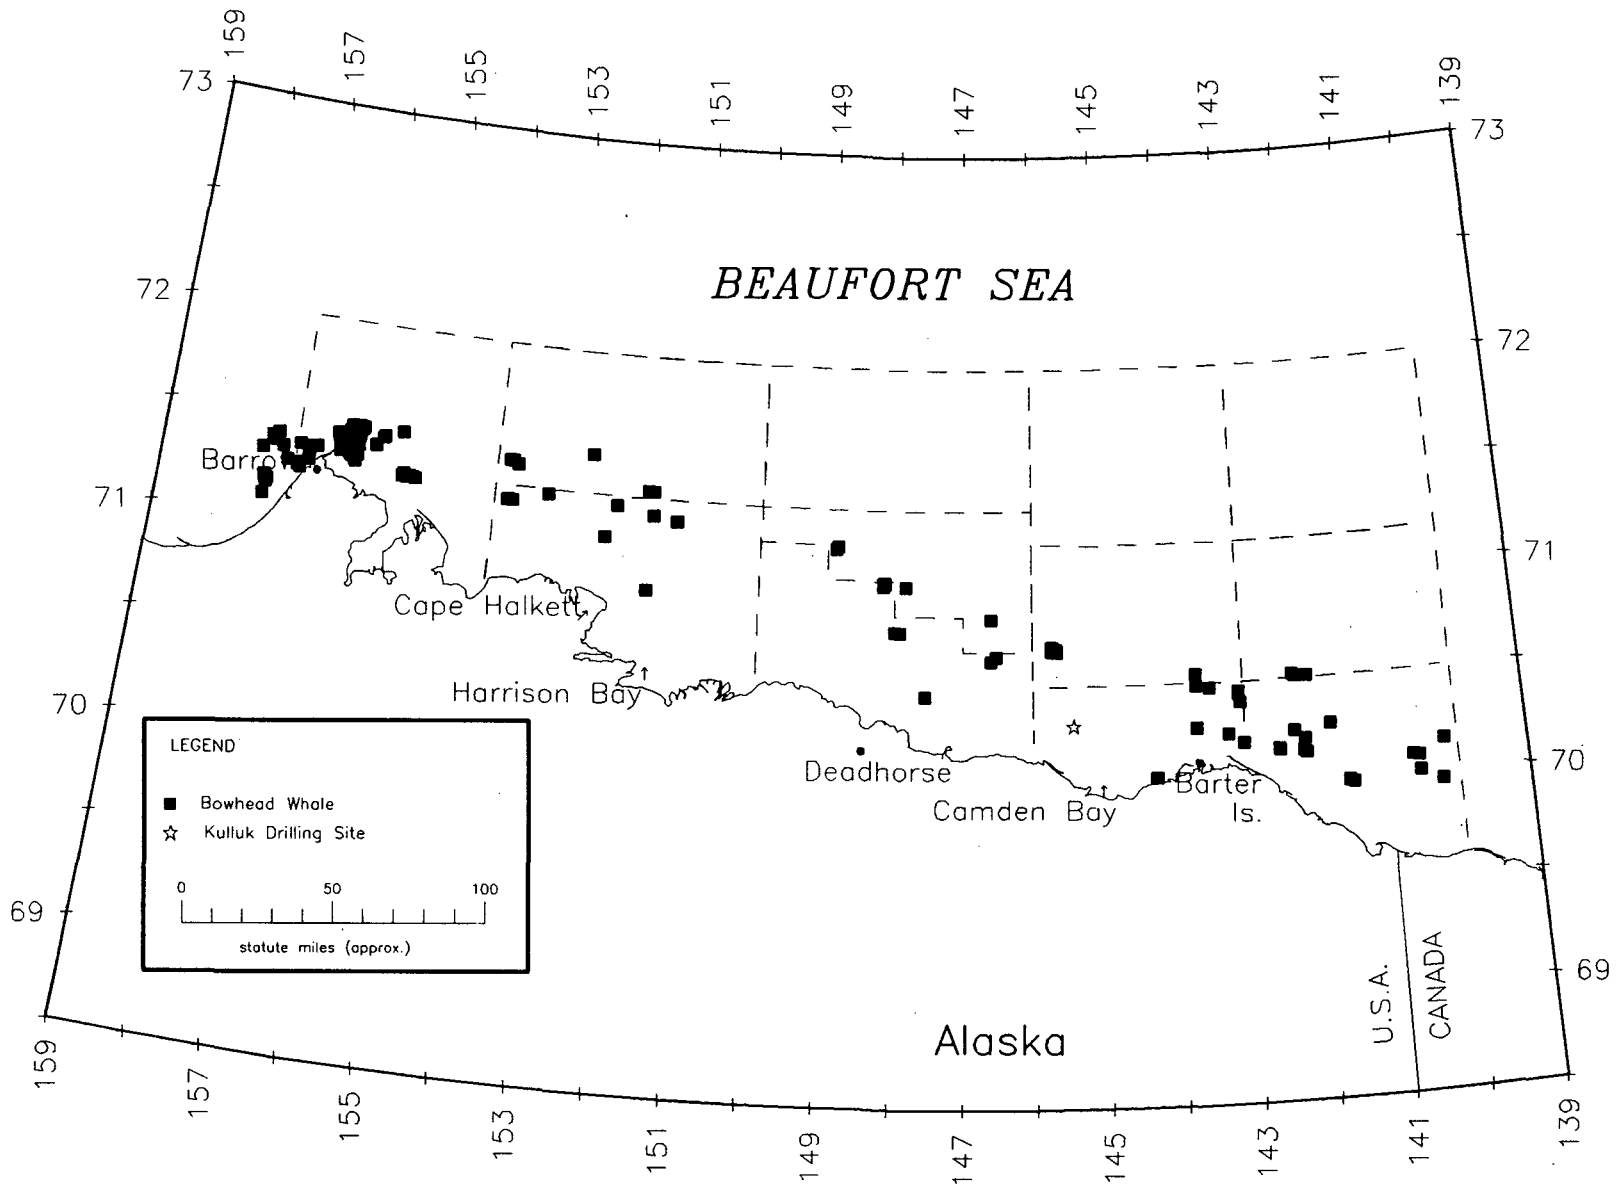 159
157
155
153
151
149
147
145
143
141
139
73
73
BEAUFORT SEA
72
72
Barrow
71
71
Cape Halkett
Harrison Bay
70
70
Deadhorse
Camden Bay
Barter
Is.
LEGEND
Bowhead Whale
Kulluk Drilling Site
0 50 100
statute miles (approx.)
69
69
U.S.A.
CANADA
Alaska
159
157
155
153
151
149
147
145
143
141
139